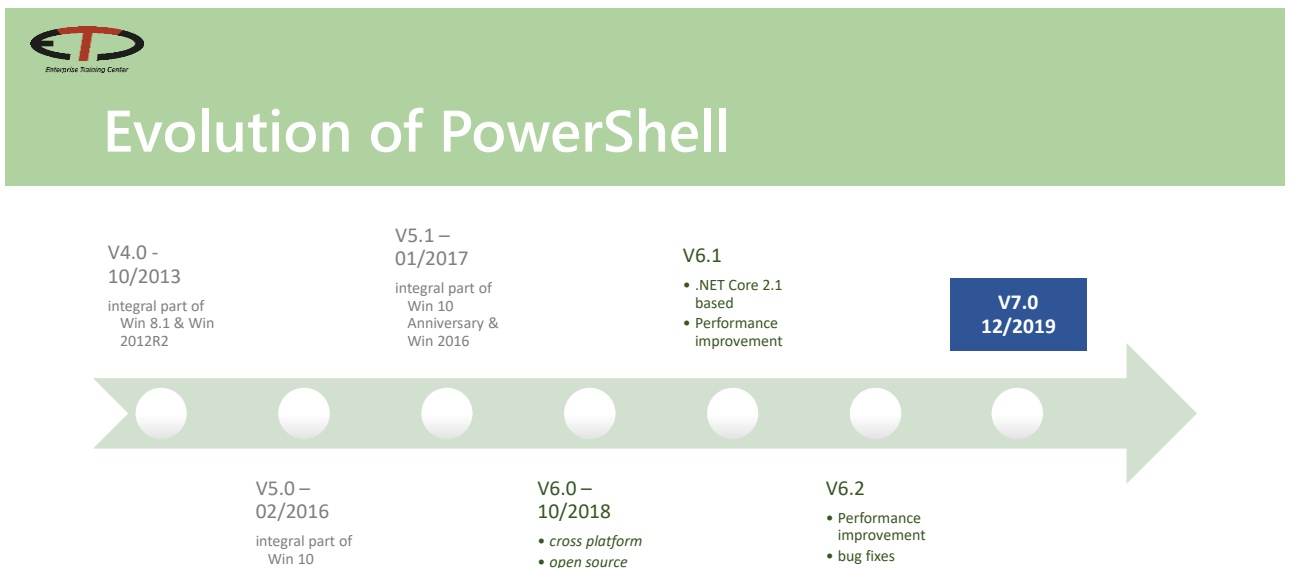 ETC
Enterprise Training Center
Evolution of PowerShell
V4.0 -
10/2013
integral part of
Win 8.1 & Win
2012R2
V5.0 –
02/2016
integral part of
Win 10
V5.1 –
01/2017
integral part of
Win 10
Anniversary &
Win 2016
V6.0 –
10/2018
• cross platform
• open source
V6.1
• .NET Core 2.1
based
• Performance
improvement
V6.2
• Performance
improvement
• bug fixes
V7.0
12/2019